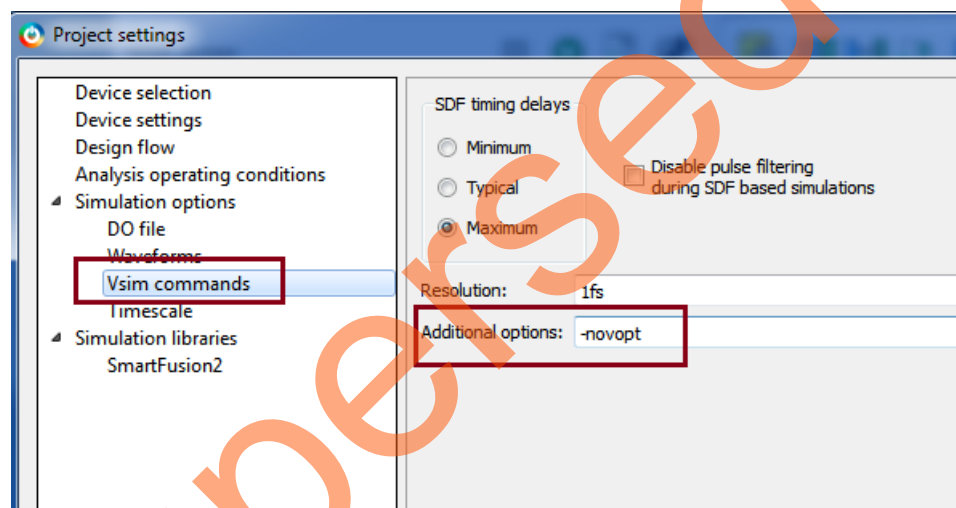 Project settings
Device selection
Device settings
Design flow
Analysis operating conditions
Simulation options
DO file
Waveforms
Vsim commands
Timescale
Simulation libraries
SmartFusion2
SDF timing delays
Minimum
Typical
Maximum
Disable pulse filtering
during SDF based simulations
Resolution: 1fs
Additional options: -novopt
persed